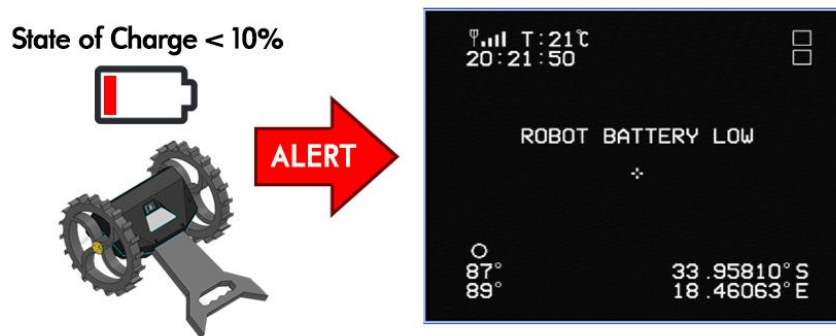 State of Charge < 10%
ALERT
T:21℃
20:21:50
ROBOT BATTERY LOW
87°
89°
33.95810°S
18.46063°E